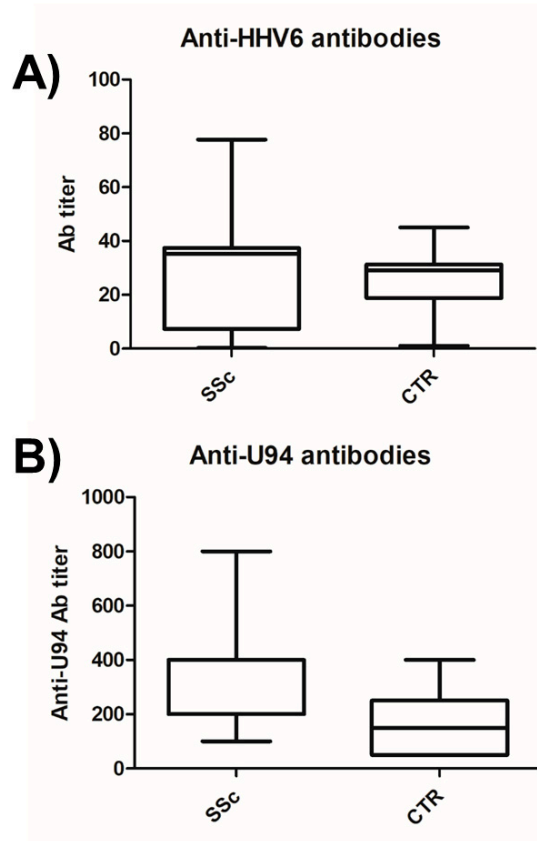 A)
Anti-HHV6 antibodies
Ab titer
100
80
60
40
20
0
SSc
CTR
B)
Anti-U94 antibodies
Anti-U94 Ab titer
1000
800
600
400
200
0
SSc
CTR